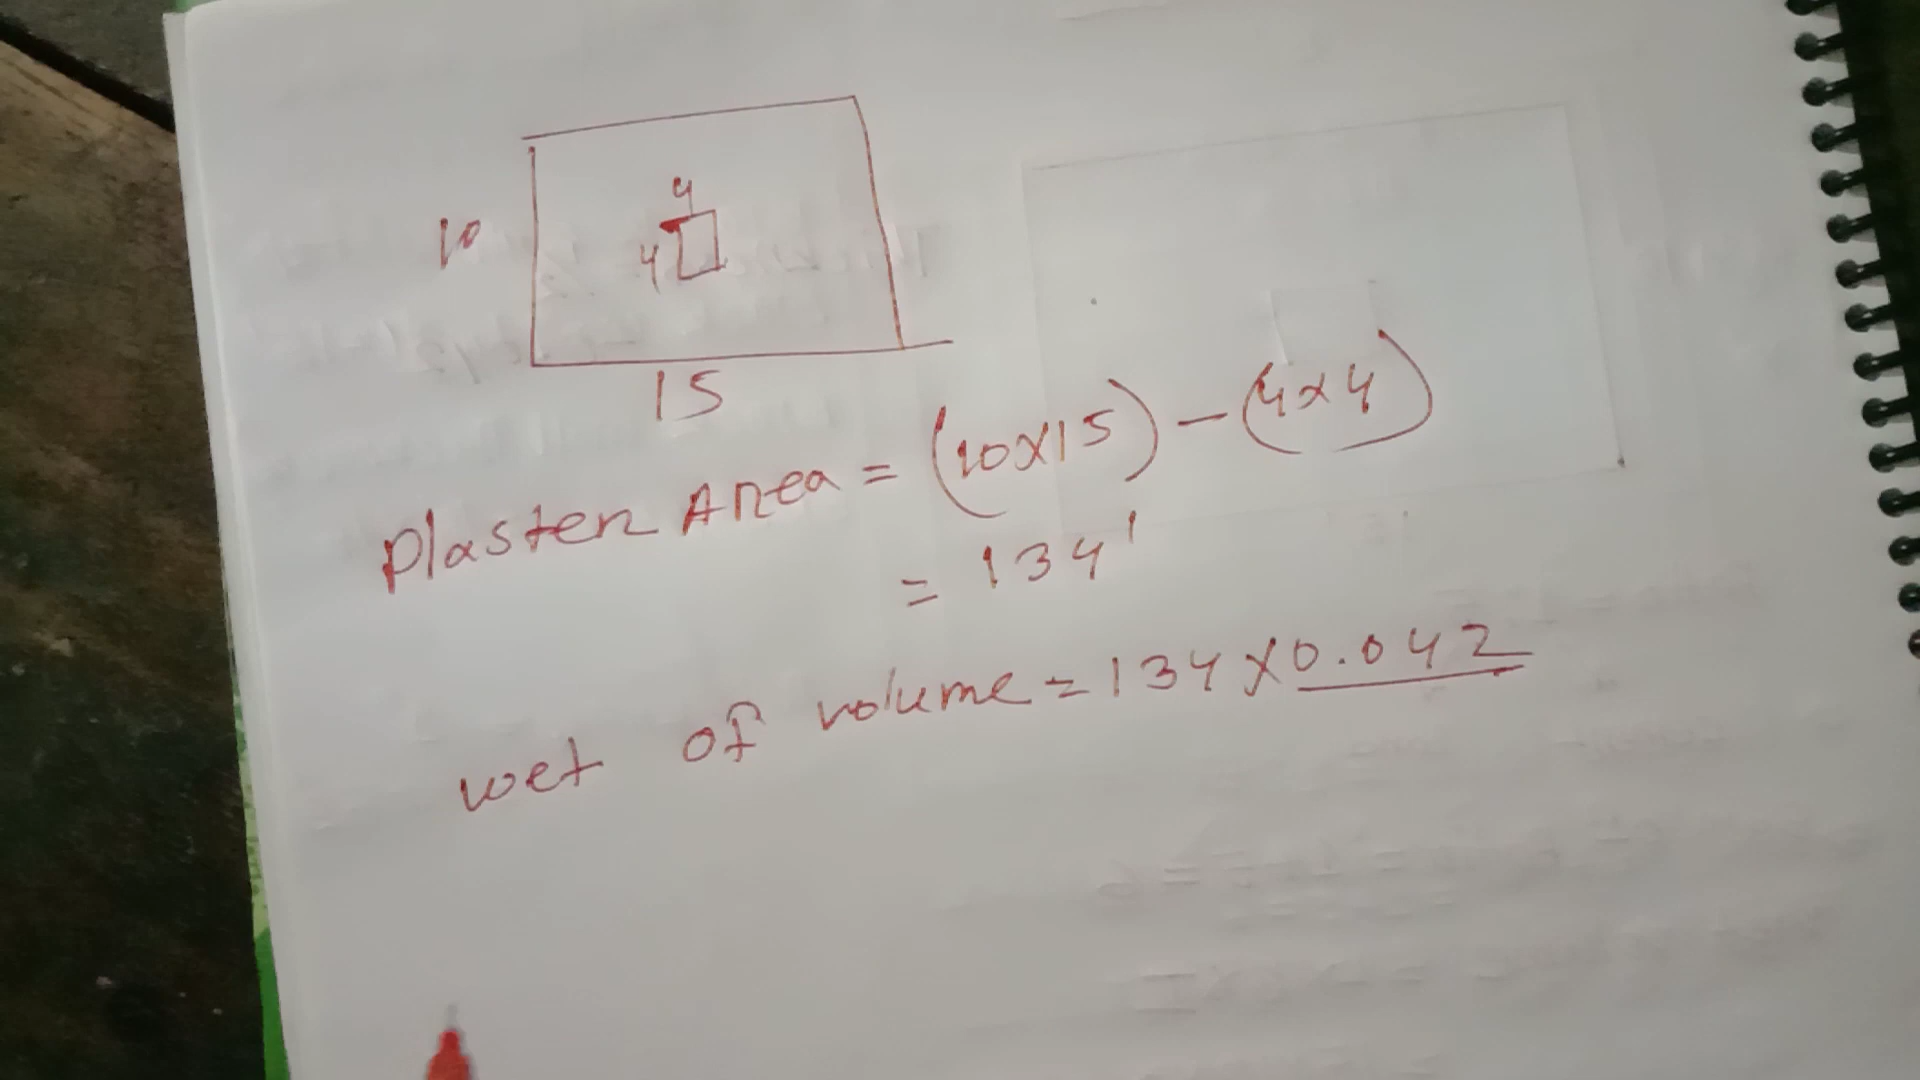 4
10
4
15
Plaster Area = (10x15) - (4x4)
= 134'
wet of volume = 134 x 0.042